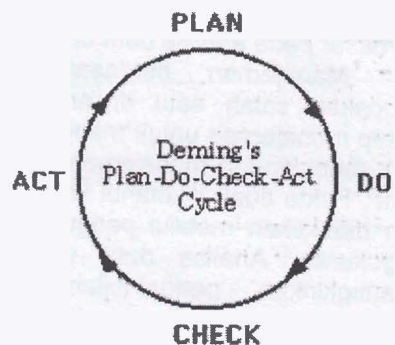 PLAN
ACT
Deming's
Plan-Do-Check-Act
Cycle
DO
CHECK